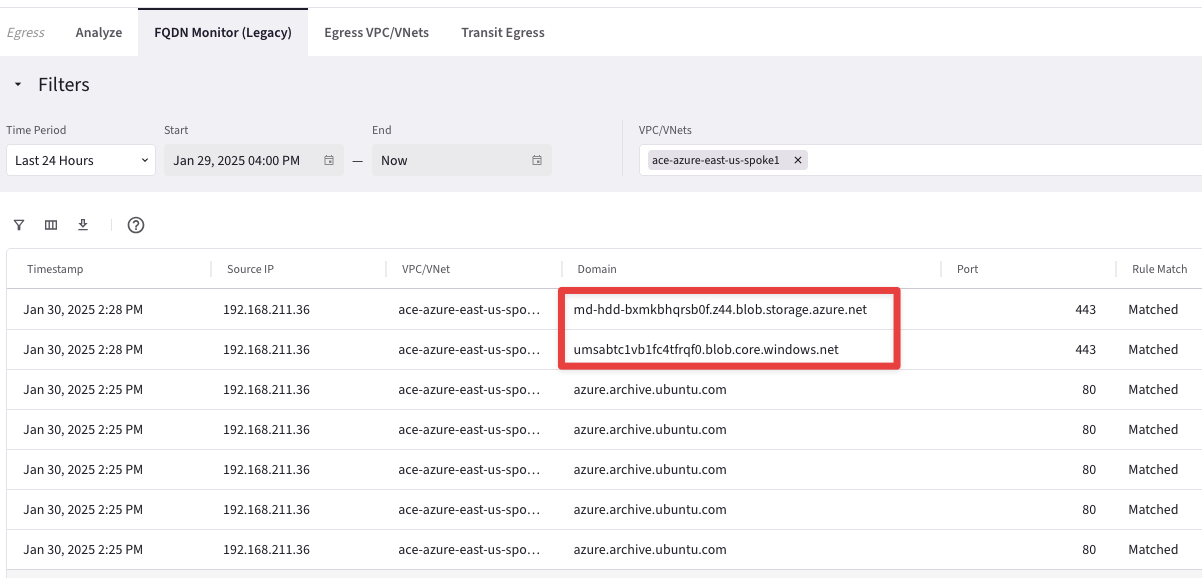 Egress Analyze FQDN Monitor (Legacy) Egress VPC/VNets Transit Egress
Filters
Time Period Start End VPC/VNets
Last 24 Hours Jan 29, 2025 04:00 PM — Now ace-azure-east-us-spoke1 ×
?
Timestamp Source IP VPC/VNet Domain Port Rule Match
Jan 30, 2025 2:28 PM 192.168.211.36 ace-azure-east-us-spo... md-hdd-bxmkbhqrsb0f.z44.blob.storage.azure.net 443 Matched
Jan 30, 2025 2:28 PM 192.168.211.36 ace-azure-east-us-spo... umsabtc1vb1fc4tfrqf0.blob.core.windows.net 443 Matched
Jan 30, 2025 2:25 PM 192.168.211.36 ace-azure-east-us-spo... azure.archive.ubuntu.com 80 Matched
Jan 30, 2025 2:25 PM 192.168.211.36 ace-azure-east-us-spo... azure.archive.ubuntu.com 80 Matched
Jan 30, 2025 2:25 PM 192.168.211.36 ace-azure-east-us-spo... azure.archive.ubuntu.com 80 Matched
Jan 30, 2025 2:25 PM 192.168.211.36 ace-azure-east-us-spo... azure.archive.ubuntu.com 80 Matched
Jan 30, 2025 2:25 PM 192.168.211.36 ace-azure-east-us-spo... azure.archive.ubuntu.com 80 Matched